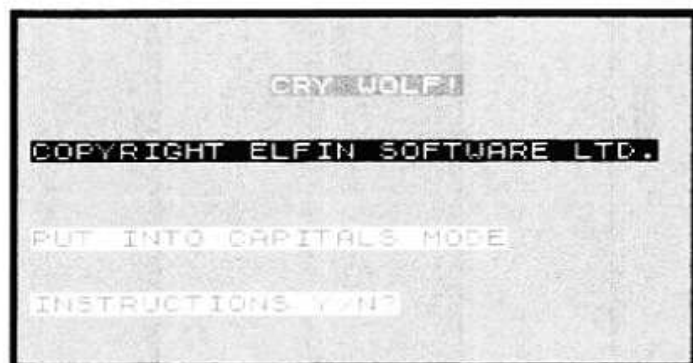 CRY WOLF!
COPYRIGHT ELFIN SOFTWARE LTD.
PUT INTO CAPITALS MODE
INSTRUCTIONS Y/N?